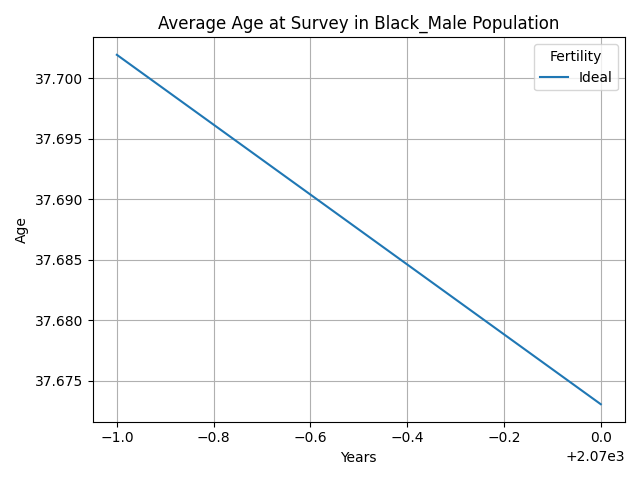 Average Age at Survey in Black_Male Population
Fertility
Ideal
37.700
37.695
37.690
37.685
37.680
37.675
Age
−1.0 −0.8 −0.6 −0.4 −0.2 0.0
+2.07e3
Years